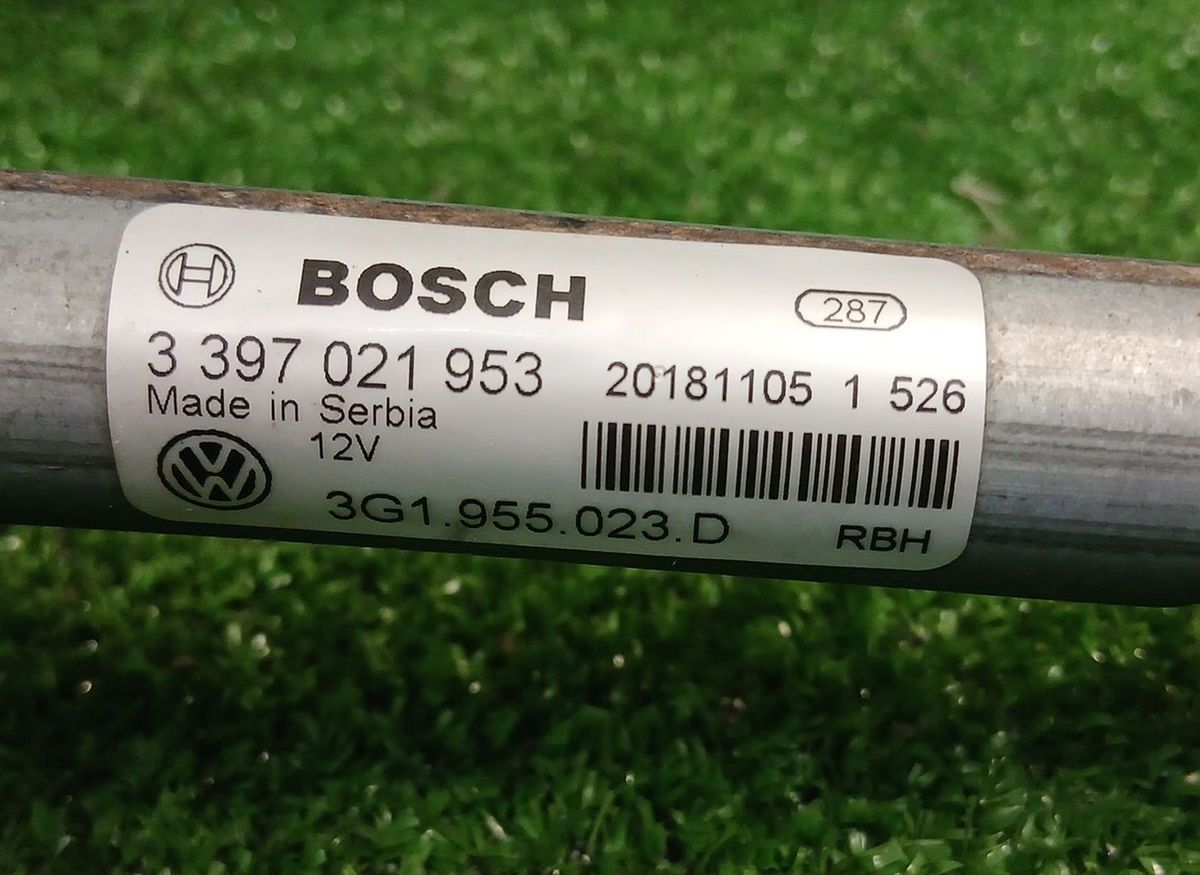 BOSCH
287
3 397 021 953
20181105 1 526
Made in Serbia
12V
3G1.955.023.D
RBH